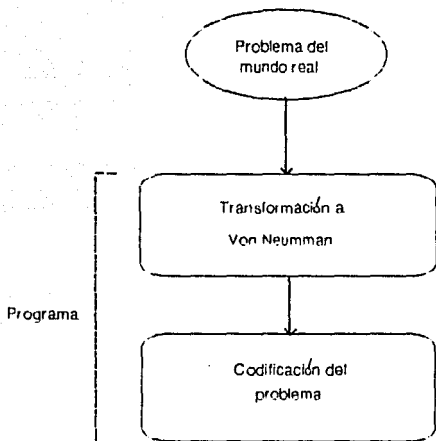 Problema del
mundo real
Transformación a
Von Neumman
Programa
Codificación del
problema